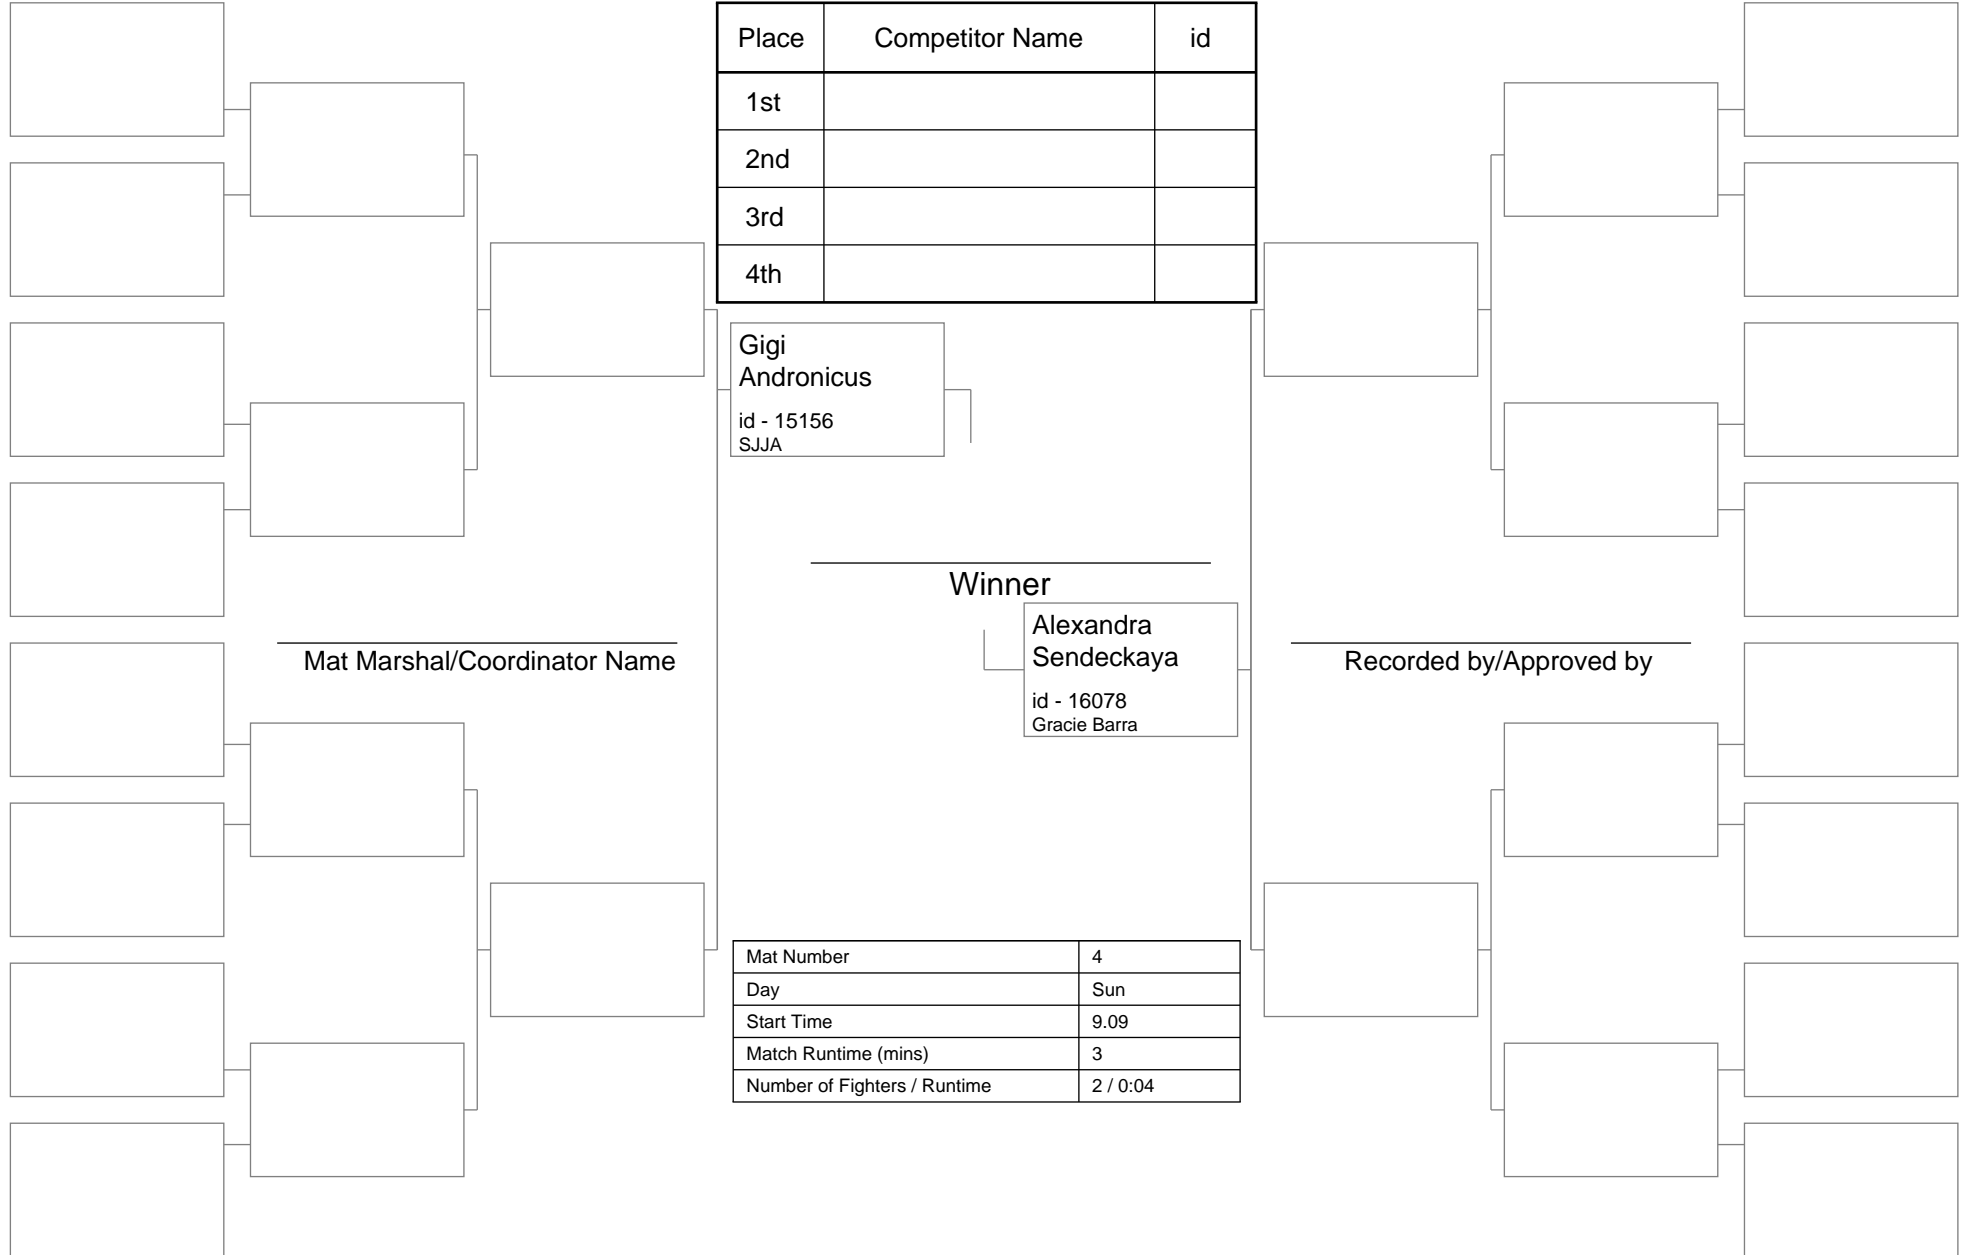 Place Competitor Name id
1st
2nd
3rd
4th
Gigi
Andronicus
id - 15156
SJJA
Winner
Alexandra
Sendeckaya
id - 16078
Gracie Barra
Mat Marshal/Coordinator Name
Recorded by/Approved by
Mat Number 4
Day Sun
Start Time 9.09
Match Runtime (mins) 3
Number of Fighters / Runtime 2 / 0:04